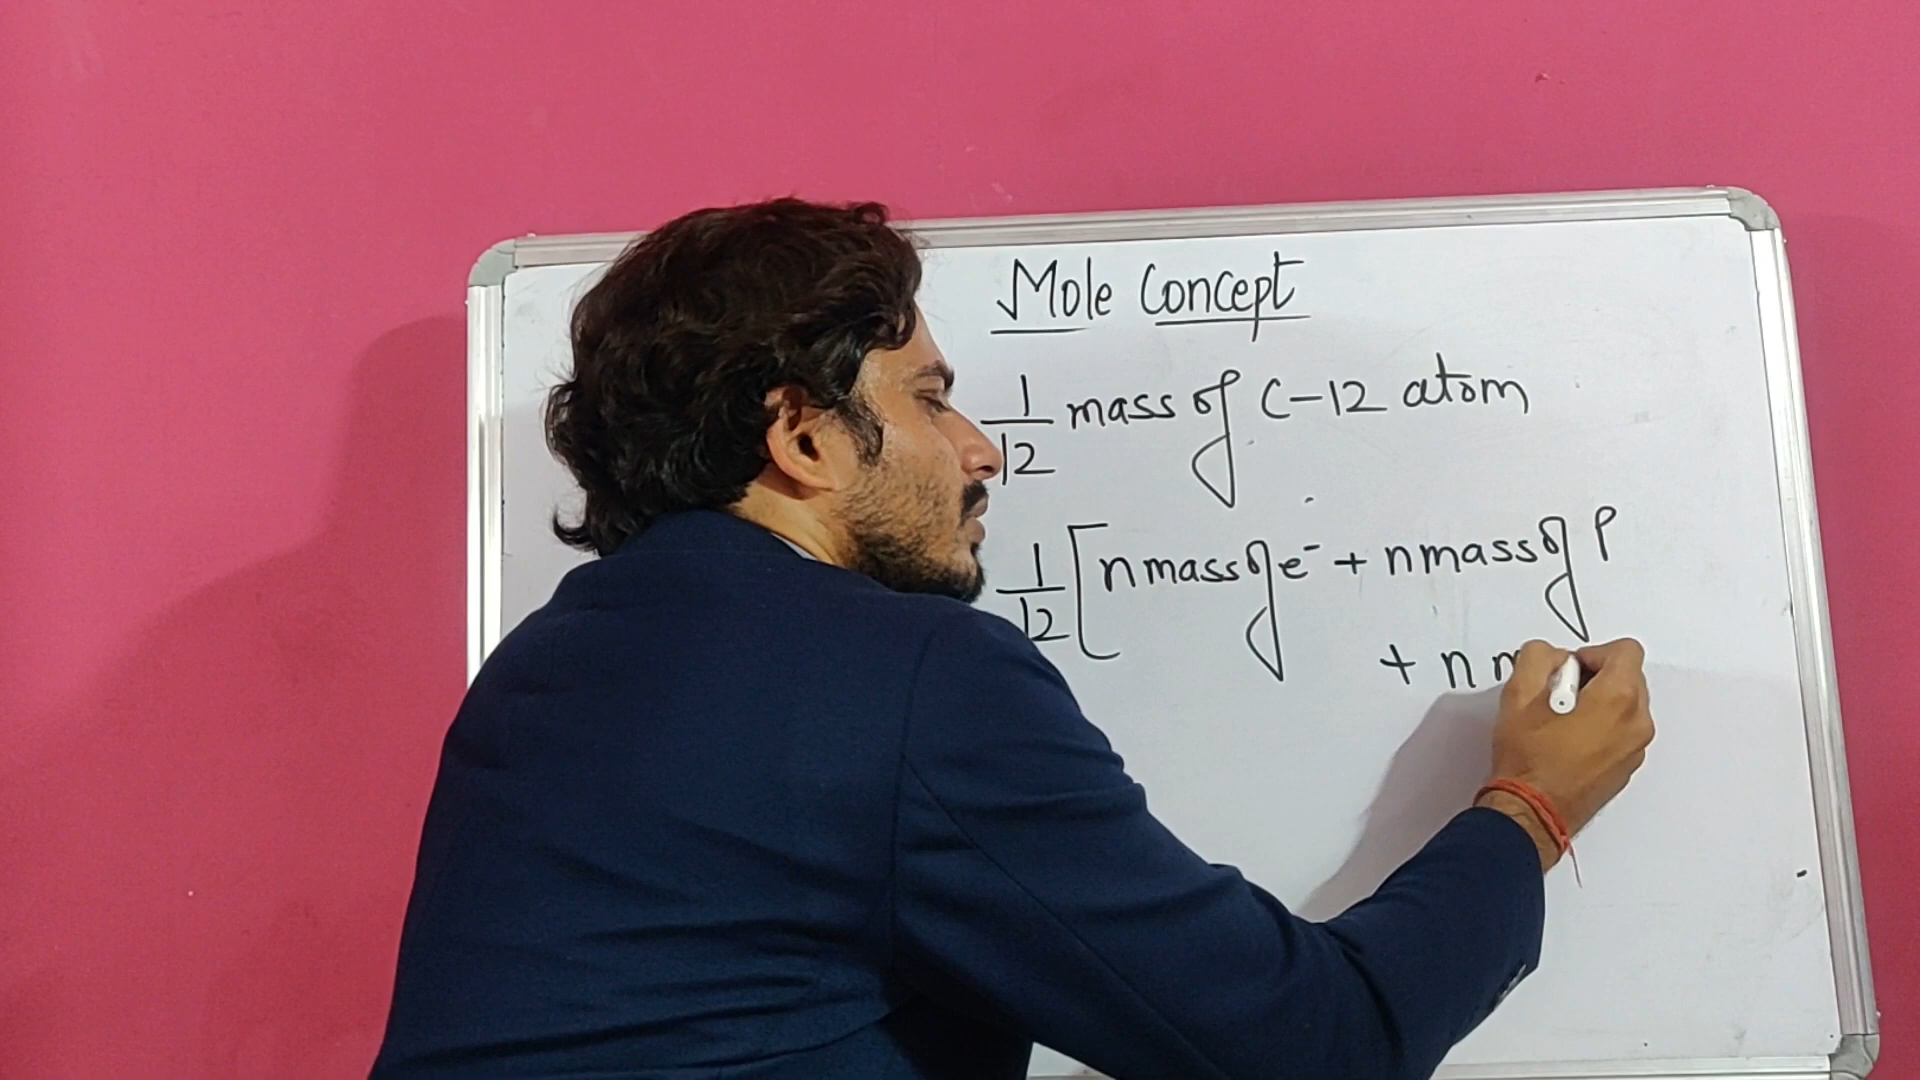 Mole Concept
1/12 mass of C-12 atom
1/12 [n mass of e⁻ + n mass of p
+ n